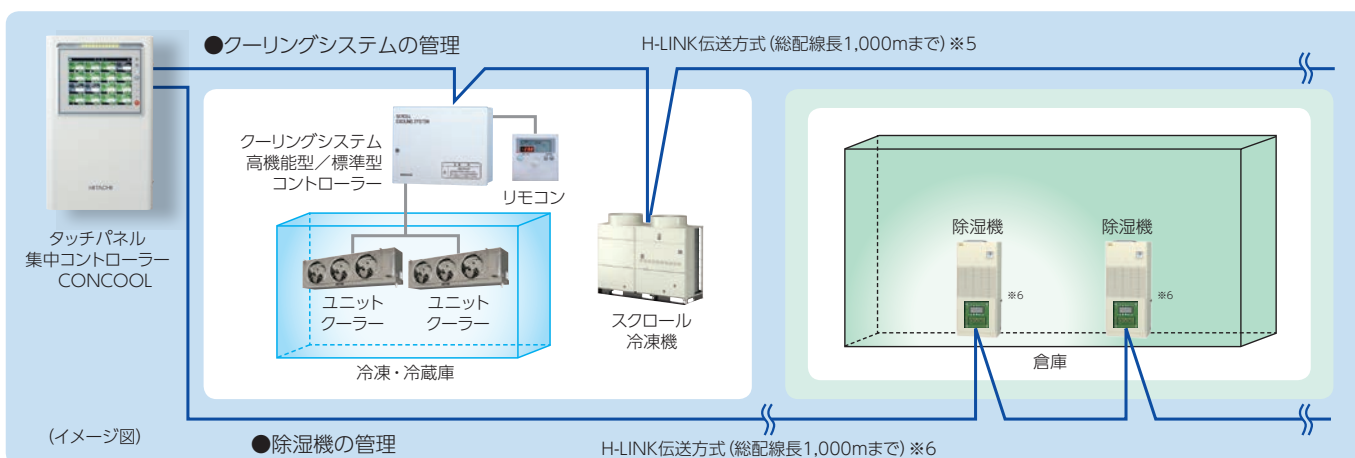 ●クーリングシステムの管理
H-LINK伝送方式(総配線長1,000mまで)※5
HITACHI
タッチパネル
集中コントローラー
CONCOOL
クーリングシステム
高機能型/標準型
コントローラー
SCROLL
COOLING SYSTEM
リモコン
ユニット
クーラー
ユニット
クーラー
冷凍・冷蔵庫
スクロール
冷凍機
除湿機
※6
除湿機
※6
倉庫
(イメージ図)
●除湿機の管理
H-LINK伝送方式(総配線長1,000mまで)※6